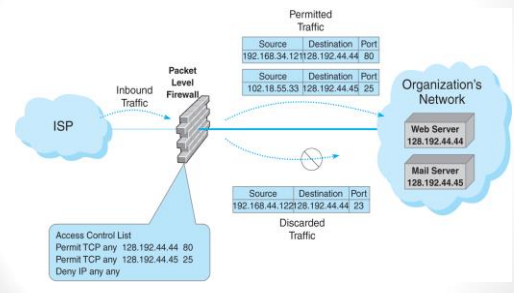 Permitted
Traffic
Source Destination Port
192.168.34.121 128.192.44.44 80
Source Destination Port
102.18.55.33 128.192.44.45 25
Packet
Level
Firewall
Inbound
Traffic
ISP
Organization's
Network
Web Server
128.192.44.44
Mail Server
128.192.44.45
Source Destination Port
192.168.44.122 128.192.44.44 23
Discarded
Traffic
Access Control List
Permit TCP any 128.192.44.44 80
Permit TCP any 128.192.44.45 25
Deny IP any any